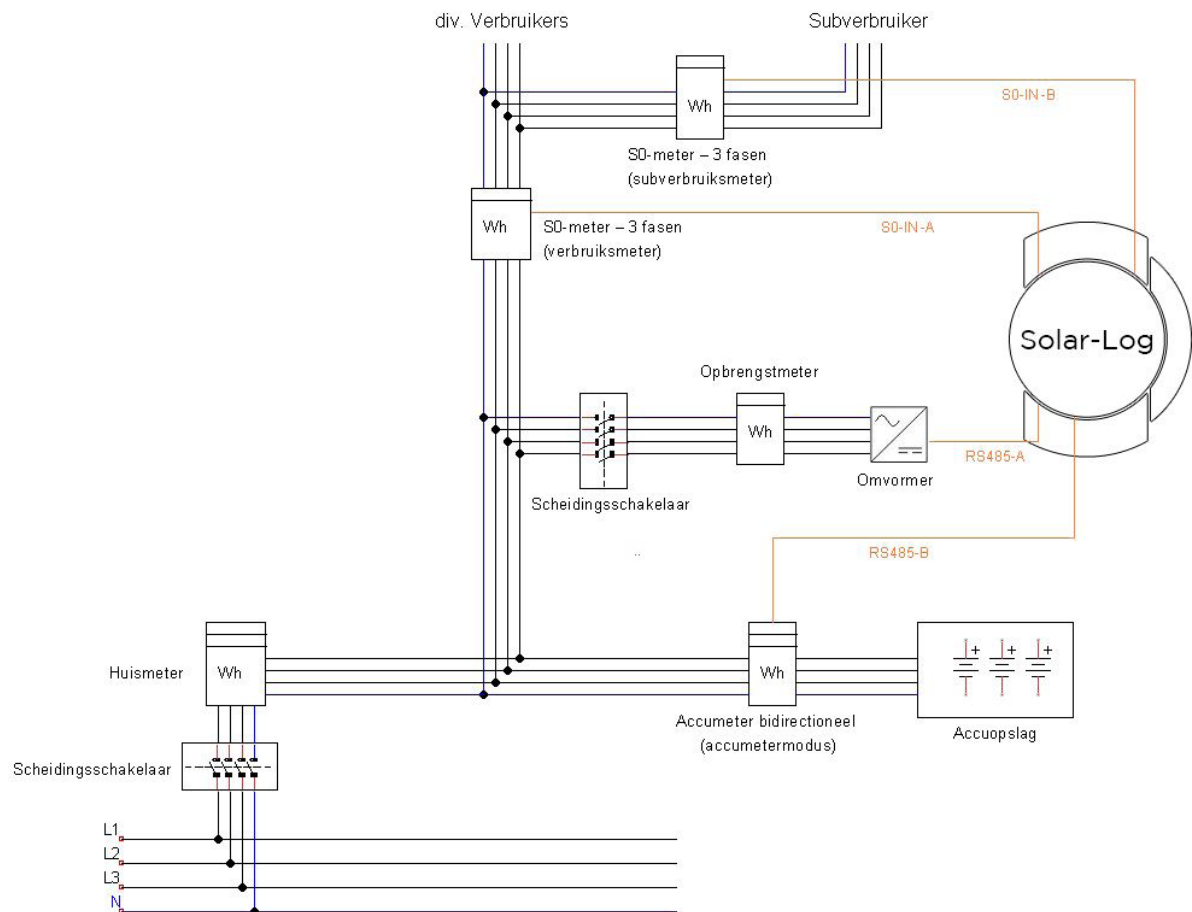 div. Verbruikers
Subverbruiker
S0-IN-B
Wh
S0-meter – 3 fasen
(subverbruiksmeter)
Wh
S0-meter – 3 fasen
(verbruiksmeter)
S0-IN-A
Solar-Log
Opbrengstmeter
Wh
RS485-A
Omvormer
Scheidingsschakelaar
..
RS485-B
Huismeter
Wh
Wh
+
+
+
Accumeter bidirectioneel
(accumetermodus)
Accuopslag
Scheidingsschakelaar
L1
L2
L3
N